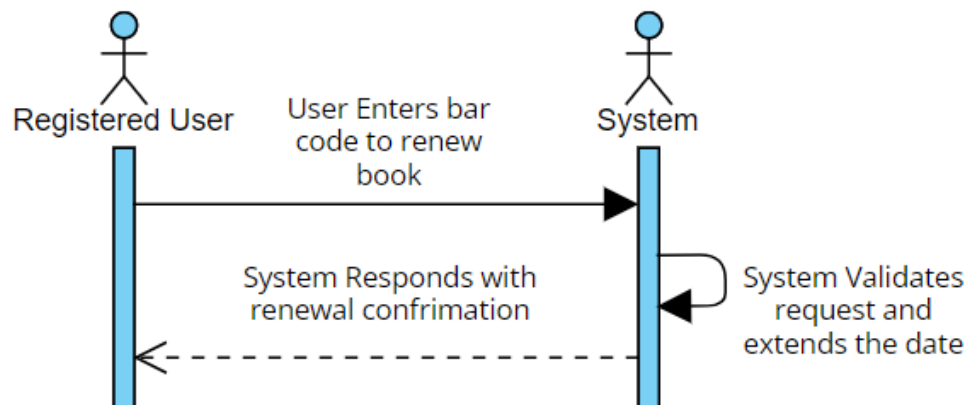 Registered User
System
User Enters bar
code to renew
book
System Responds with
renewal confrimation
System Validates
request and
extends the date